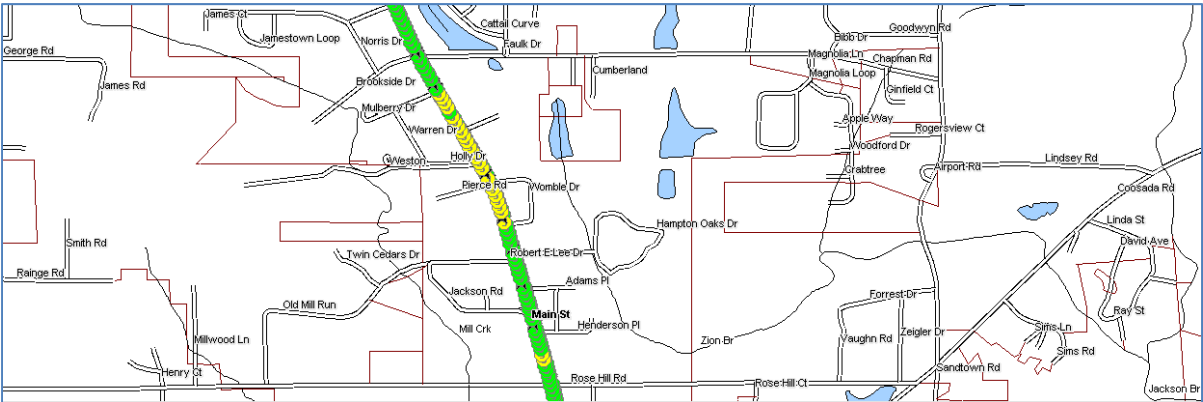 James Ct
Cattail Curve
Goodwyn Rd
Jamestown Loop
Norris Dr
Faulk Dr
Bibb Dr
George Rd
Magnolia Ln
Chapman Rd
Cumberland
Magnolia Loop
James Rd
Brookside Dr
Ginfield Ct
Mulberry Dr
Apple Way
Warren Dr
Rogersview Ct
Woodford Dr
Weston
Holly Dr
Lindsey Rd
Airport Rd
Crabtree
Pierce Rd
Womble Dr
Coosada Rd
Hampton Oaks Dr
Linda St
Smith Rd
David Ave
Twin Cedars Dr
Robert E Lee Dr
Rainge Rd
Adams Pl
Jackson Rd
Forrest Dr
Old Mill Run
Main St
Ray St
Henderson Pl
Mill Crk
Sims Ln
Millwood Ln
Zion Br
Vaughn Rd
Zeigler Dr
Sims Rd
Sandtown Rd
Henry Ct
Rose Hill Rd
Rose Hill Ct
Jackson Br